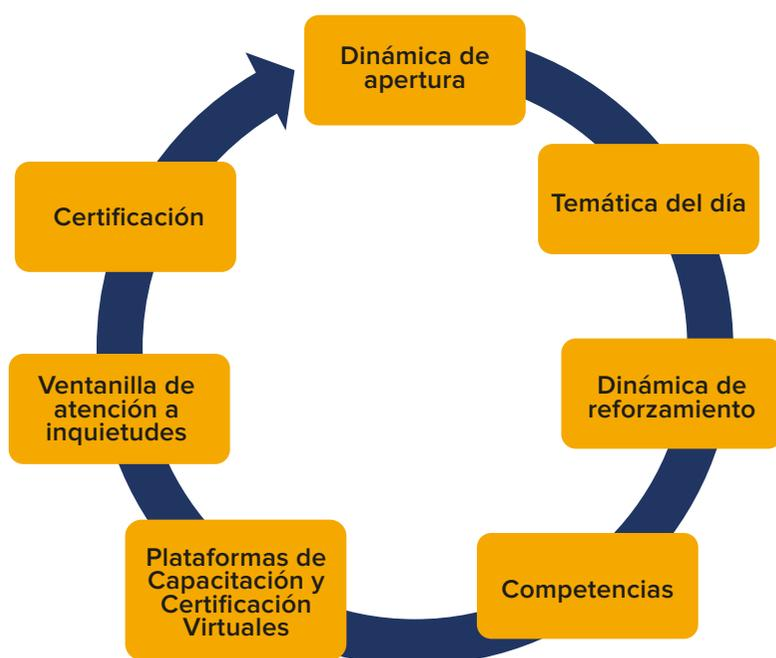 Dinámica de
apertura
Temática del día
Dinámica de
reforzamiento
Competencias
Plataformas de
Capacitación y
Certificación
Virtuales
Ventanilla de
atención a
inquietudes
Certificación